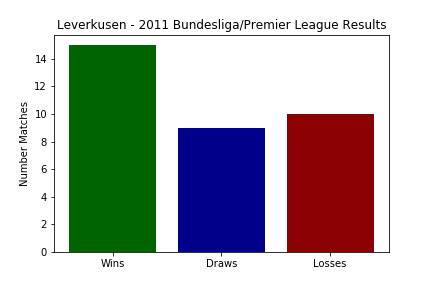 Leverkusen - 2011 Bundesliga/Premier League Results
Number Matches
14
12
10
8
6
4
2
0
Wins Draws Losses